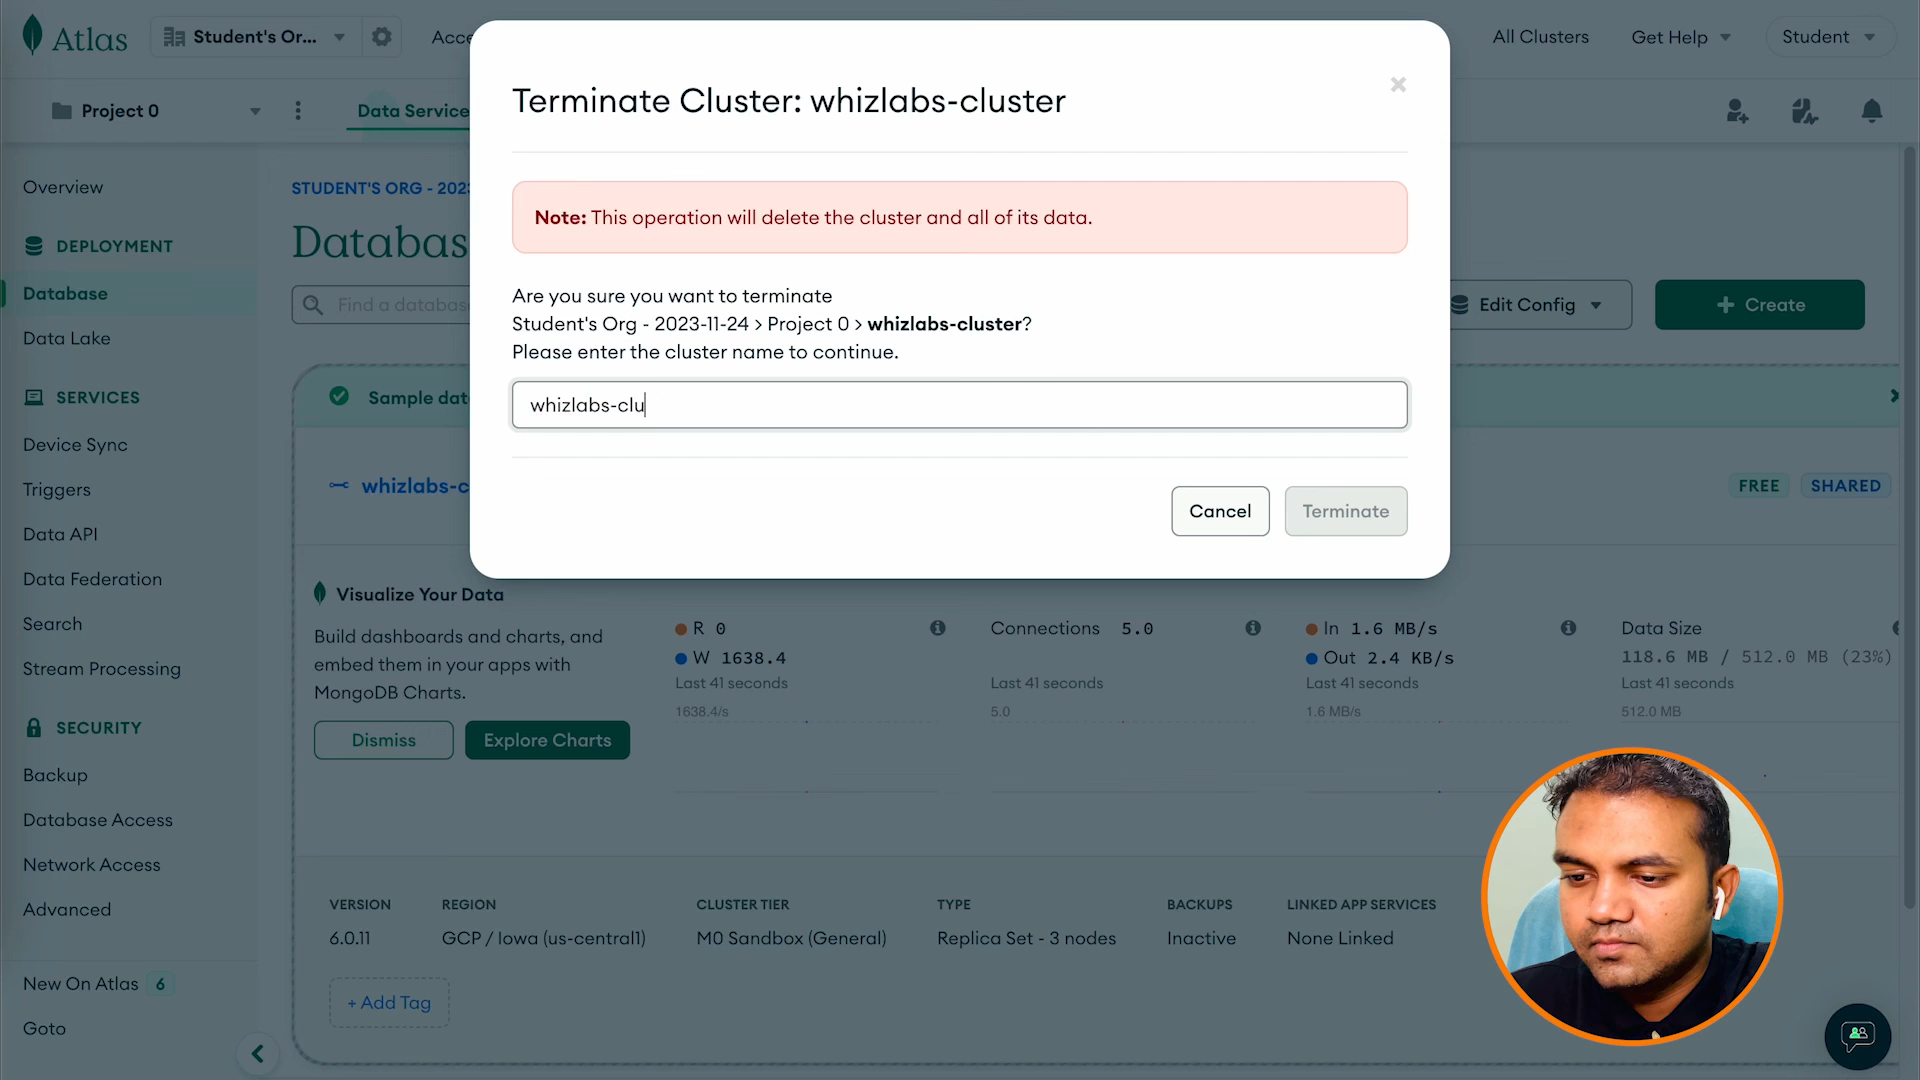 Atlas
Student's Or...
Acce
All Clusters
Get Help
Student
Project 0
Data Service
Terminate Cluster: whizlabs-cluster
Note: This operation will delete the cluster and all of its data.
Are you sure you want to terminate
Student's Org - 2023-11-24 > Project 0 > whizlabs-cluster?
Please enter the cluster name to continue.
whizlabs-clu
Cancel
Terminate
Overview
DEPLOYMENT
Database
Data Lake
SERVICES
Device Sync
Triggers
Data API
Data Federation
Search
Stream Processing
SECURITY
Backup
Database Access
Network Access
Advanced
New On Atlas 6
Goto
STUDENT'S ORG - 202
Databas
Find a databas
Edit Config
+ Create
Sample dat
whizlabs-c
FREE
SHARED
Visualize Your Data
Build dashboards and charts, and
embed them in your apps with
MongoDB Charts.
Dismiss
Explore Charts
R 0
W 1638.4
Last 41 seconds
1638.4/s
Connections 5.0
Last 41 seconds
5.0
In 1.6 MB/s
Out 2.4 KB/s
Last 41 seconds
1.6 MB/s
Data Size
118.6 MB / 512.0 MB (23%)
Last 41 seconds
512.0 MB
VERSION
6.0.11
REGION
GCP / Iowa (us-central1)
CLUSTER TIER
M0 Sandbox (General)
TYPE
Replica Set - 3 nodes
BACKUPS
Inactive
LINKED APP SERVICES
None Linked
+ Add Tag